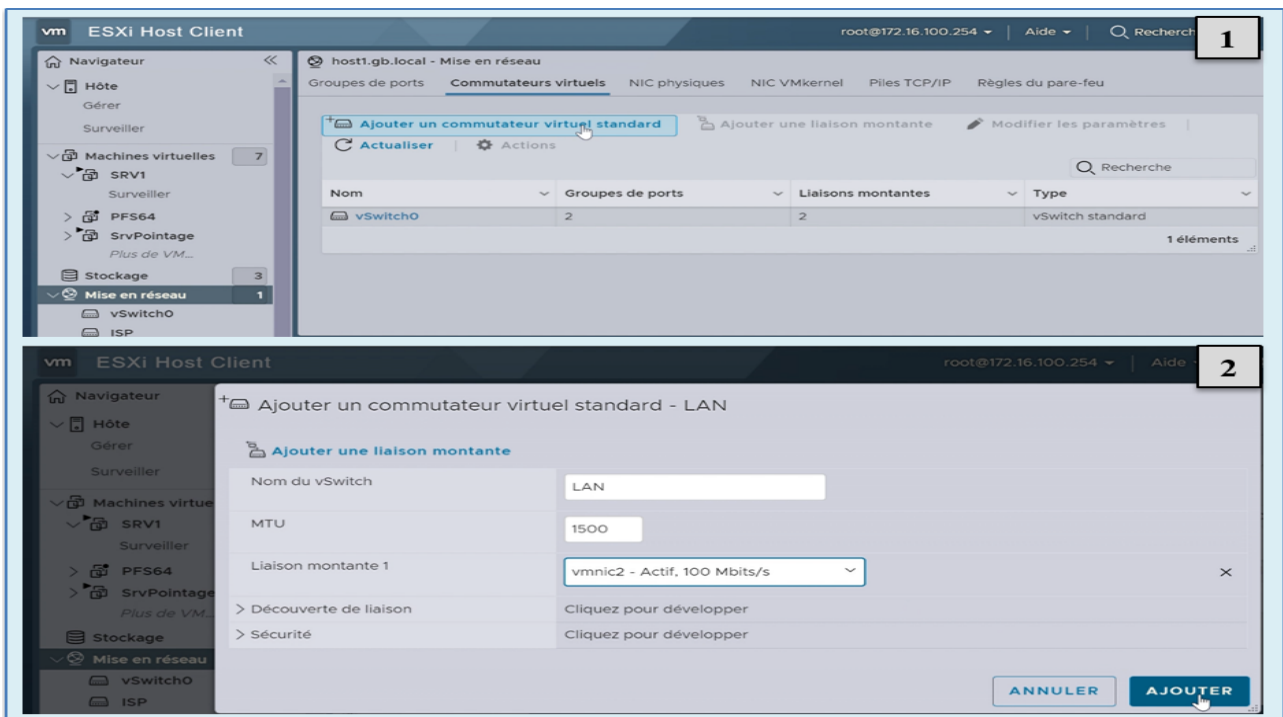 vm ESXi Host Client root@172.16.100.254 Aide Recherch 1
Navigateur
Hôte
Gérer
Surveiller
Machines virtuelles 7
SRV1
Surveiller
PFS64
SrvPointage
Plus de VM...
Stockage 3
Mise en réseau 1
vSwitch0
ISP
host1.gb.local - Mise en réseau
Groupes de ports Commutateurs virtuels NIC physiques NIC VMkernel Piles TCP/IP Règles du pare-feu
Ajouter un commutateur virtuel standard Ajouter une liaison montante Modifier les paramètres
Actualiser Actions
Recherche
Nom Groupes de ports Liaisons montantes Type
vSwitch0 2 2 vSwitch standard
1 éléments
vm ESXi Host Client root@172.16.100.254 Aide 2
Navigateur
Hôte
Gérer
Surveiller
Machines virtue
SRV1
Surveiller
PFS64
SrvPointage
Plus de VM...
Stockage
Mise en réseau
vSwitch0
ISP
Ajouter un commutateur virtuel standard - LAN
Ajouter une liaison montante
Nom du vSwitch LAN
MTU 1500
Liaison montante 1 vmnic2 - Actif, 100 Mbits/s
Découverte de liaison Cliquez pour développer
Sécurité Cliquez pour développer
ANNULER AJOUTER